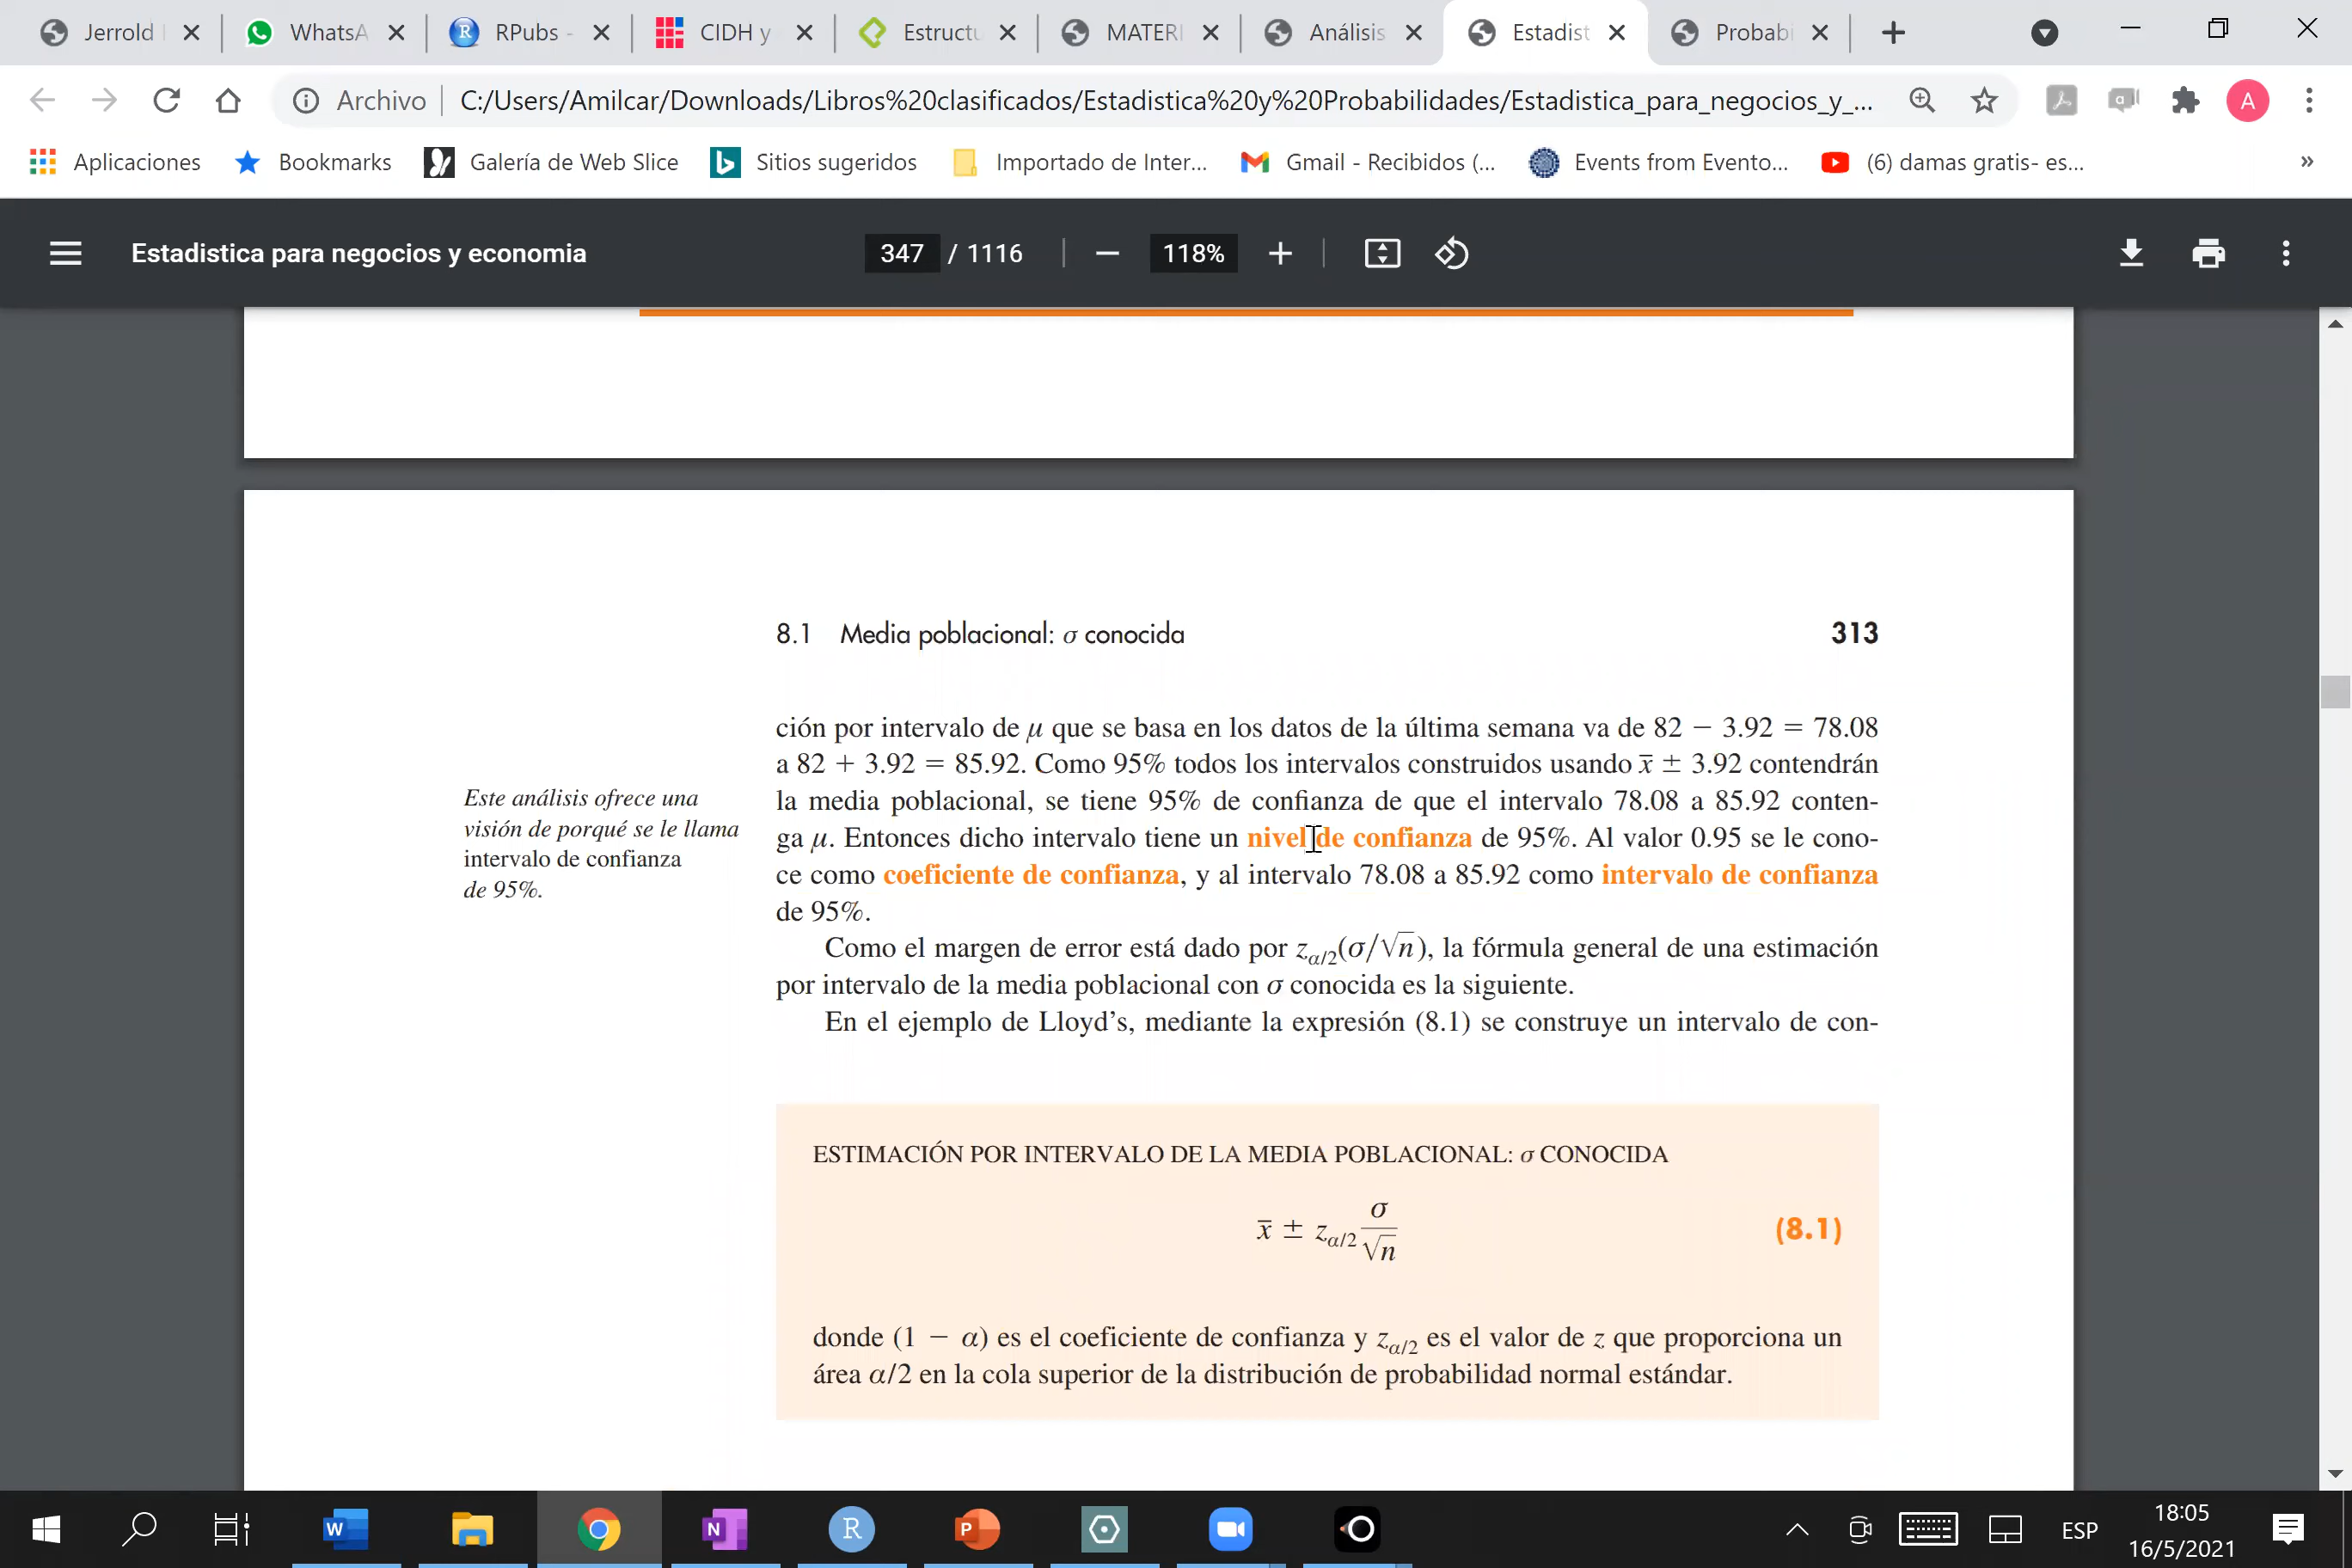 Jerrold
WhatsA
RPubs -
CIDH y
Estructu
MATERI
Análisis
Estadist
Probabi
Archivo
C:/Users/Amilcar/Downloads/Libros%20clasificados/Estadistica%20y%20Probabilidades/Estadistica_para_negocios_y_...
A
Aplicaciones
Bookmarks
Galería de Web Slice
Sitios sugeridos
Importado de Inter...
Gmail - Recibidos (...
Events from Evento...
(6) damas gratis- es...
»
Estadistica para negocios y economia
347 / 1116
118%
8.1 Media poblacional: σ conocida
313
ción por intervalo de μ que se basa en los datos de la última semana va de 82 − 3.92 = 78.08
a 82 + 3.92 = 85.92. Como 95% todos los intervalos construidos usando x̄ ± 3.92 contendrán
la media poblacional, se tiene 95% de confianza de que el intervalo 78.08 a 85.92 conten-
ga μ. Entonces dicho intervalo tiene un nivel de confianza de 95%. Al valor 0.95 se le cono-
ce como coeficiente de confianza, y al intervalo 78.08 a 85.92 como intervalo de confianza
de 95%.
Este análisis ofrece una
visión de porqué se le llama
intervalo de confianza
de 95%.
Como el margen de error está dado por z_{α/2}(σ/√n), la fórmula general de una estimación
por intervalo de la media poblacional con σ conocida es la siguiente.
En el ejemplo de Lloyd's, mediante la expresión (8.1) se construye un intervalo de con-
ESTIMACIÓN POR INTERVALO DE LA MEDIA POBLACIONAL: σ CONOCIDA
x̄ ± z_{α/2} σ/√n (8.1)
donde (1 − α) es el coeficiente de confianza y z_{α/2} es el valor de z que proporciona un
área α/2 en la cola superior de la distribución de probabilidad normal estándar.
ESP
18:05
16/5/2021